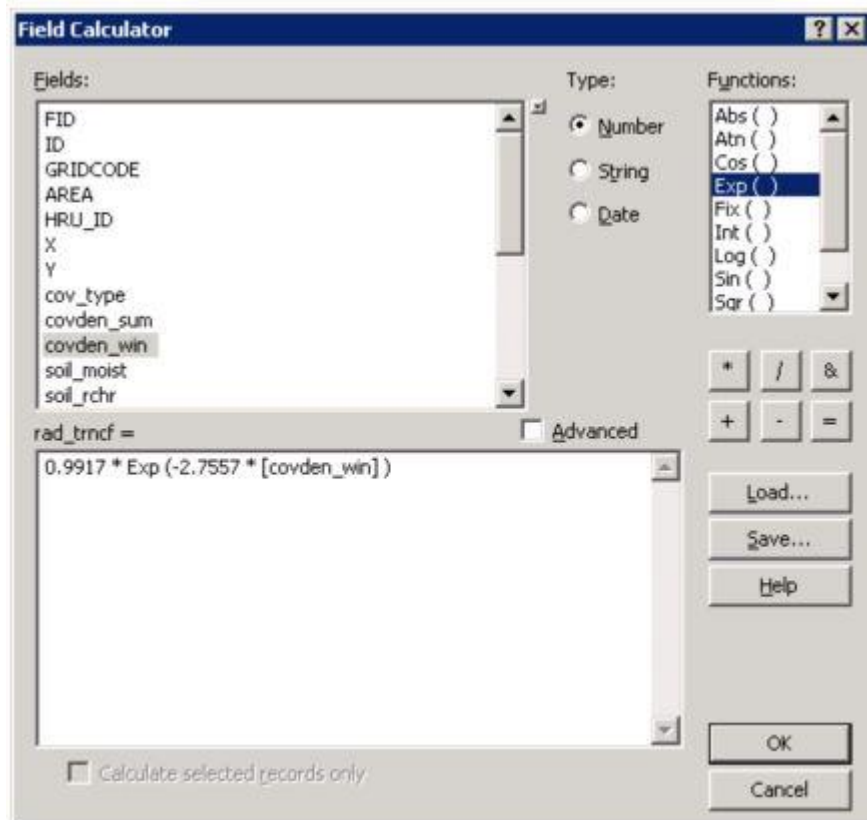 Field Calculator
Fields:
Type:
Functions:
FID
ID
GRIDCODE
AREA
HRU_ID
X
Y
cov_type
covden_sum
covden_win
soil_moist
soil_rchr
Number
String
Date
Abs ( )
Atn ( )
Cos ( )
Exp ( )
Fix ( )
Int ( )
Log ( )
Sin ( )
Sqr ( )
* / &
+ - =
rad_trncf =
Advanced
0.9917 * Exp (-2.7557 * [covden_win] )
Load...
Save...
Help
Calculate selected records only
OK
Cancel